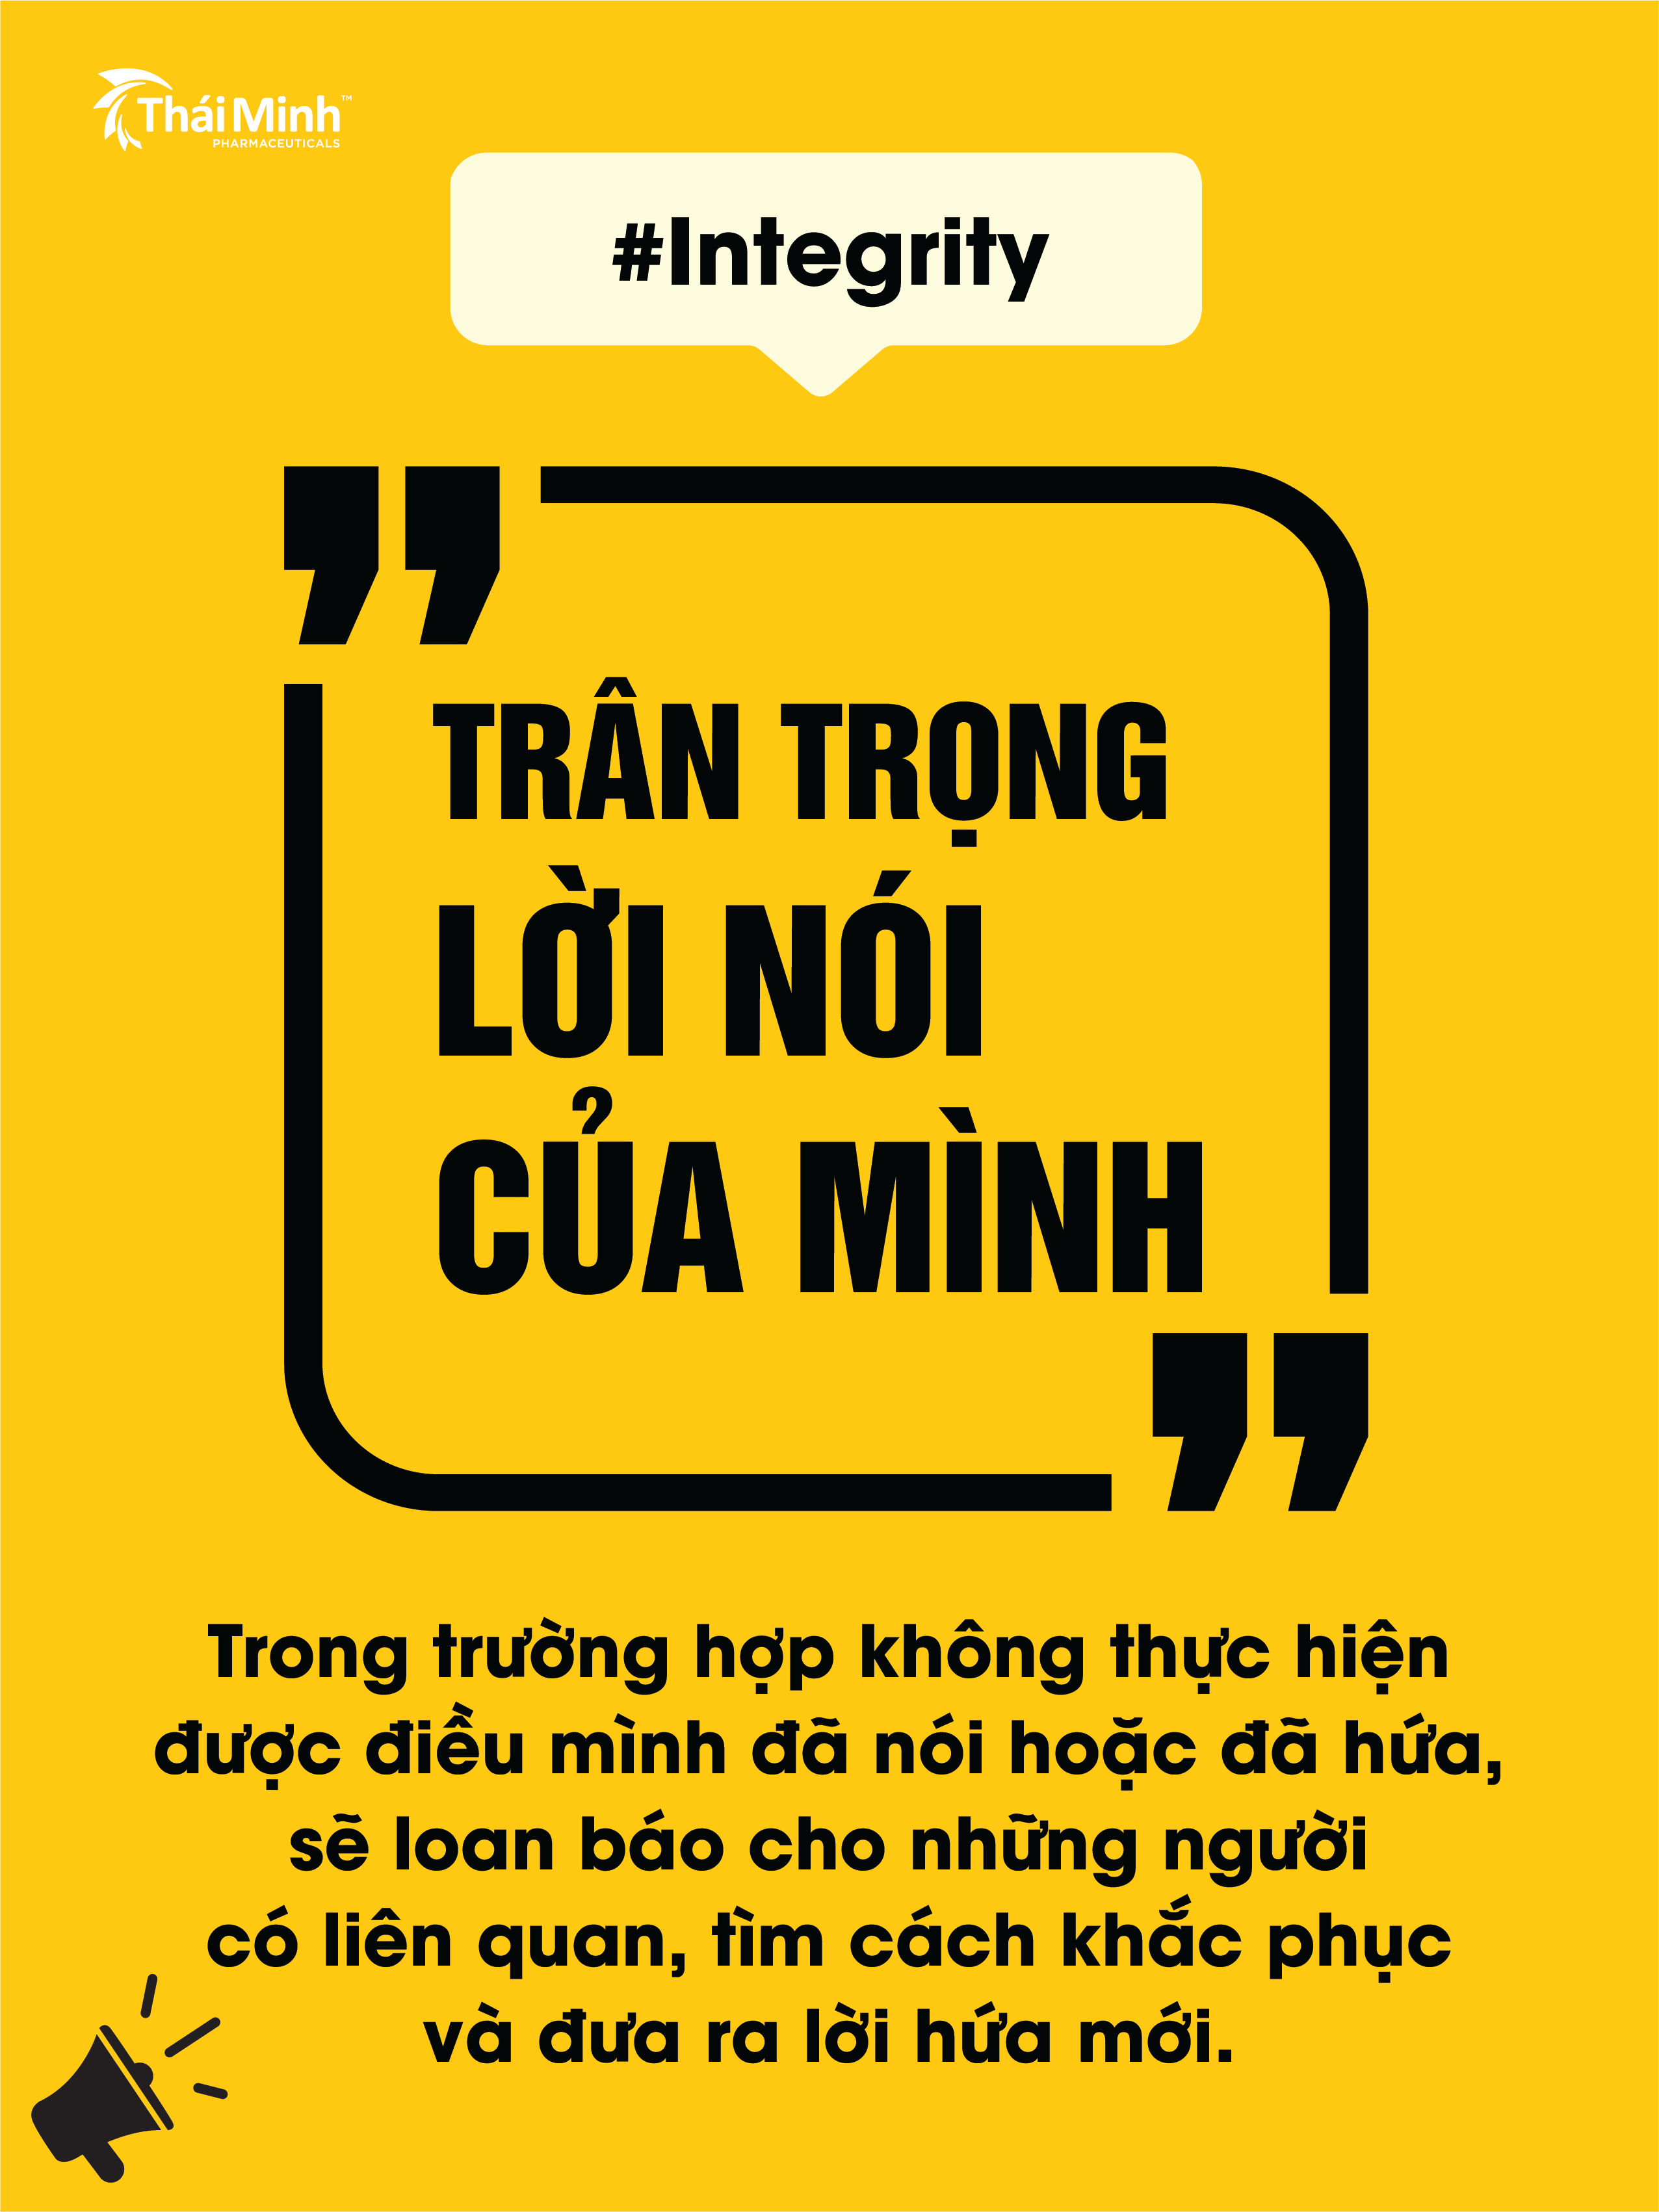 TháiMinh™
PHARMACEUTICALS
#Integrity
TRÂN TRỌNG
LỜI NÓI
CỦA MÌNH
Trong trường hợp không thực hiện
được điều mình đã nói hoặc đã hứa,
sẽ loan báo cho những người
có liên quan, tìm cách khắc phục
và đưa ra lời hứa mới.